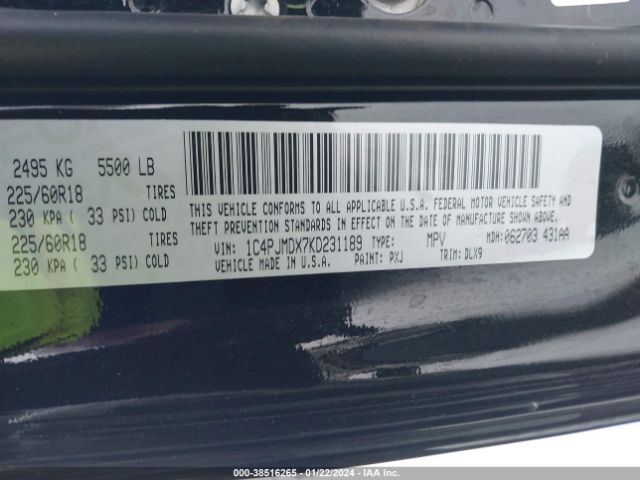 2495 KG 5500 LB
225/60R18 TIRES
230 KPA ( 33 PSI) COLD
225/60R18 TIRES
230 KPA ( 33 PSI) COLD
THIS VEHICLE CONFORMS TO ALL APPLICABLE U.S.A. FEDERAL MOTOR VEHICLE SAFETY AND
THEFT PREVENTION STANDARDS IN EFFECT ON THE DATE OF MANUFACTURE SHOWN ABOVE.
VIN: 1C4PJMDX7KD231189 TYPE: MPV MDH:062703 431AA
VEHICLE MADE IN U.S.A. PAINT: PXJ TRIM: DLX9
000-38516265 - 01/22/2024 - IAA Inc.